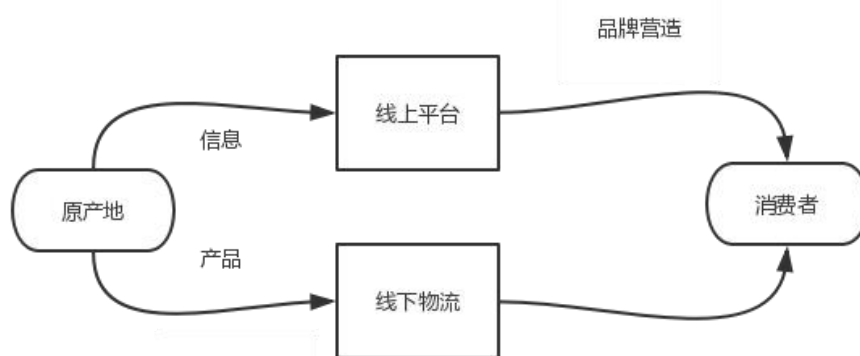 品牌营造
线上平台
信息
原产地
消费者
产品
线下物流